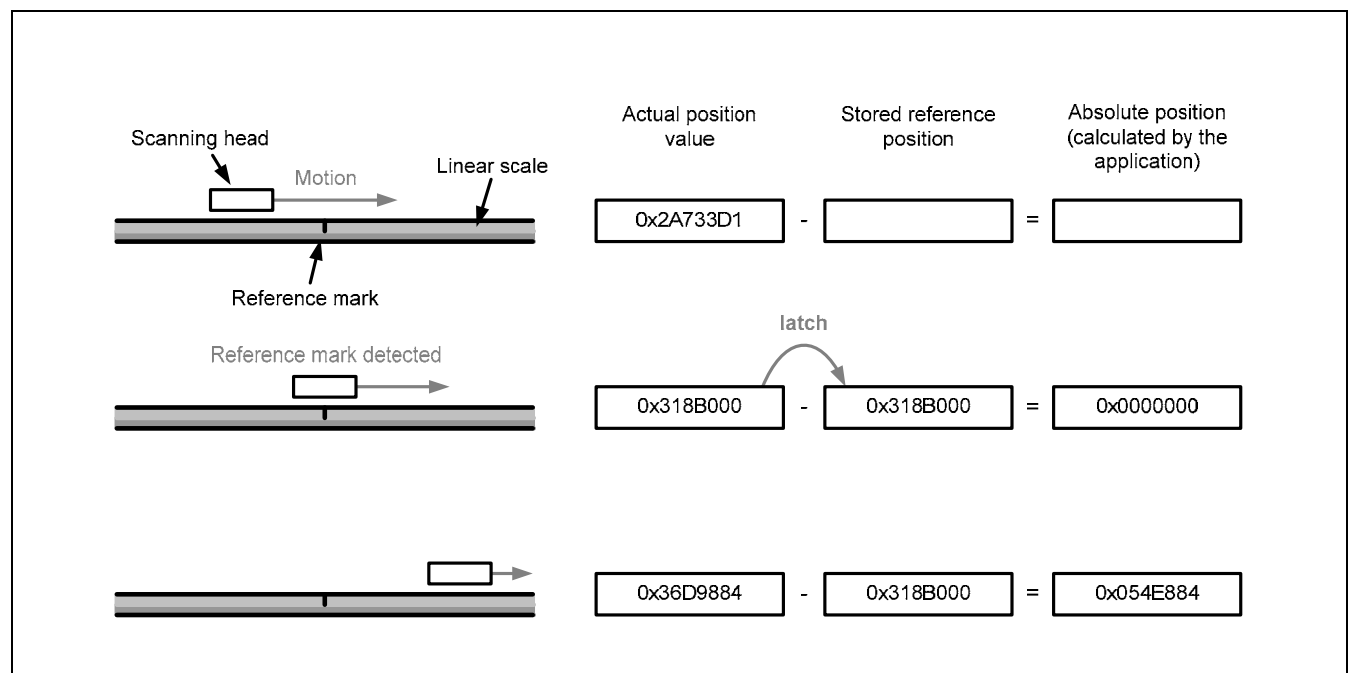 Actual position
value
Stored reference
position
Absolute position
(calculated by the
application)
Scanning head
Motion
Linear scale
0x2A733D1 - =
Reference mark
latch
Reference mark detected
0x318B000 - 0x318B000 = 0x0000000
0x36D9884 - 0x318B000 = 0x054E884